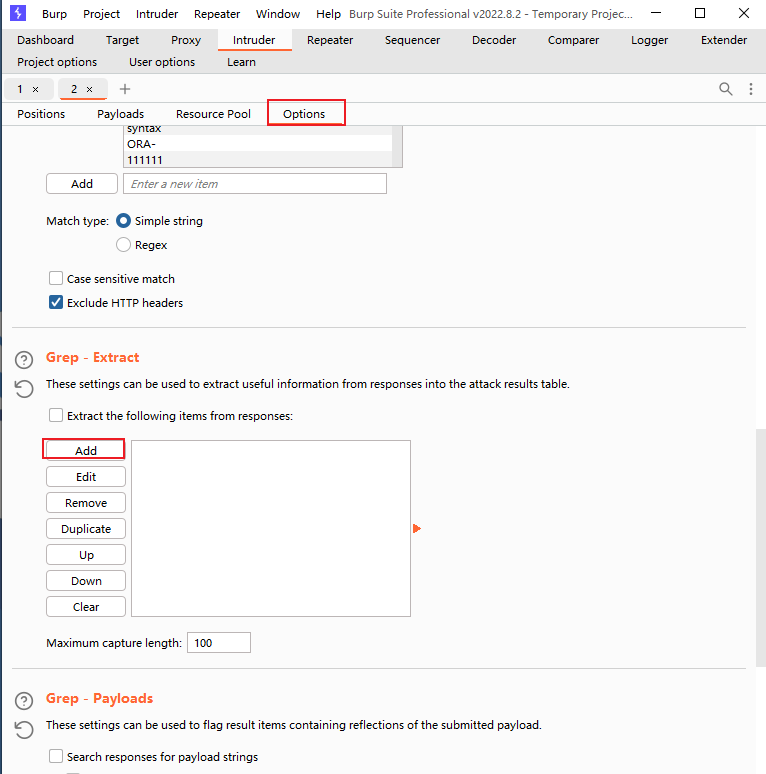 Burp Project Intruder Repeater Window Help Burp Suite Professional v2022.8.2 - Temporary Projec...
Dashboard Target Proxy Intruder Repeater Sequencer Decoder Comparer Logger Extender
Project options User options Learn
1 × 2 × +
Positions Payloads Resource Pool Options
syntax
ORA-
111111
Add Enter a new item
Match type: Simple string
Regex
Case sensitive match
Exclude HTTP headers
Grep - Extract
These settings can be used to extract useful information from responses into the attack results table.
Extract the following items from responses:
Add
Edit
Remove
Duplicate
Up
Down
Clear
Maximum capture length: 100
Grep - Payloads
These settings can be used to flag result items containing reflections of the submitted payload.
Search responses for payload strings